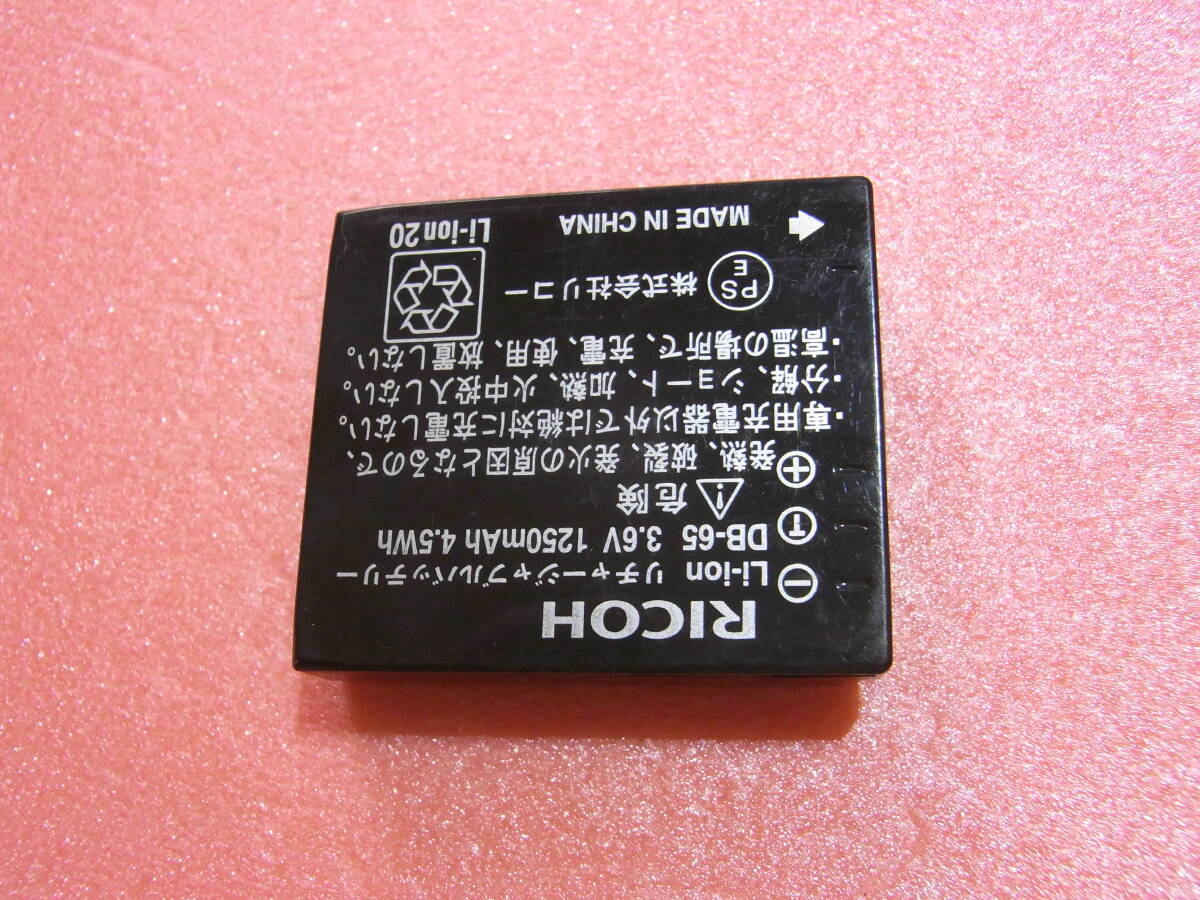 RICOH
⊖ Li-ion リチャージャブルバッテリー
Ⓣ DB-65 3.6V 1250mAh 4.5Wh
危険
⊕ 発熱、破裂、発火の原因となるので、
・専用充電器以外では絶対に充電しない。
・分解、ショート、加熱、火中投入しない。
・高温の場所で、充電、使用、放置しない。
PS
E 株式会社リコー
MADE IN CHINA Li-ion20